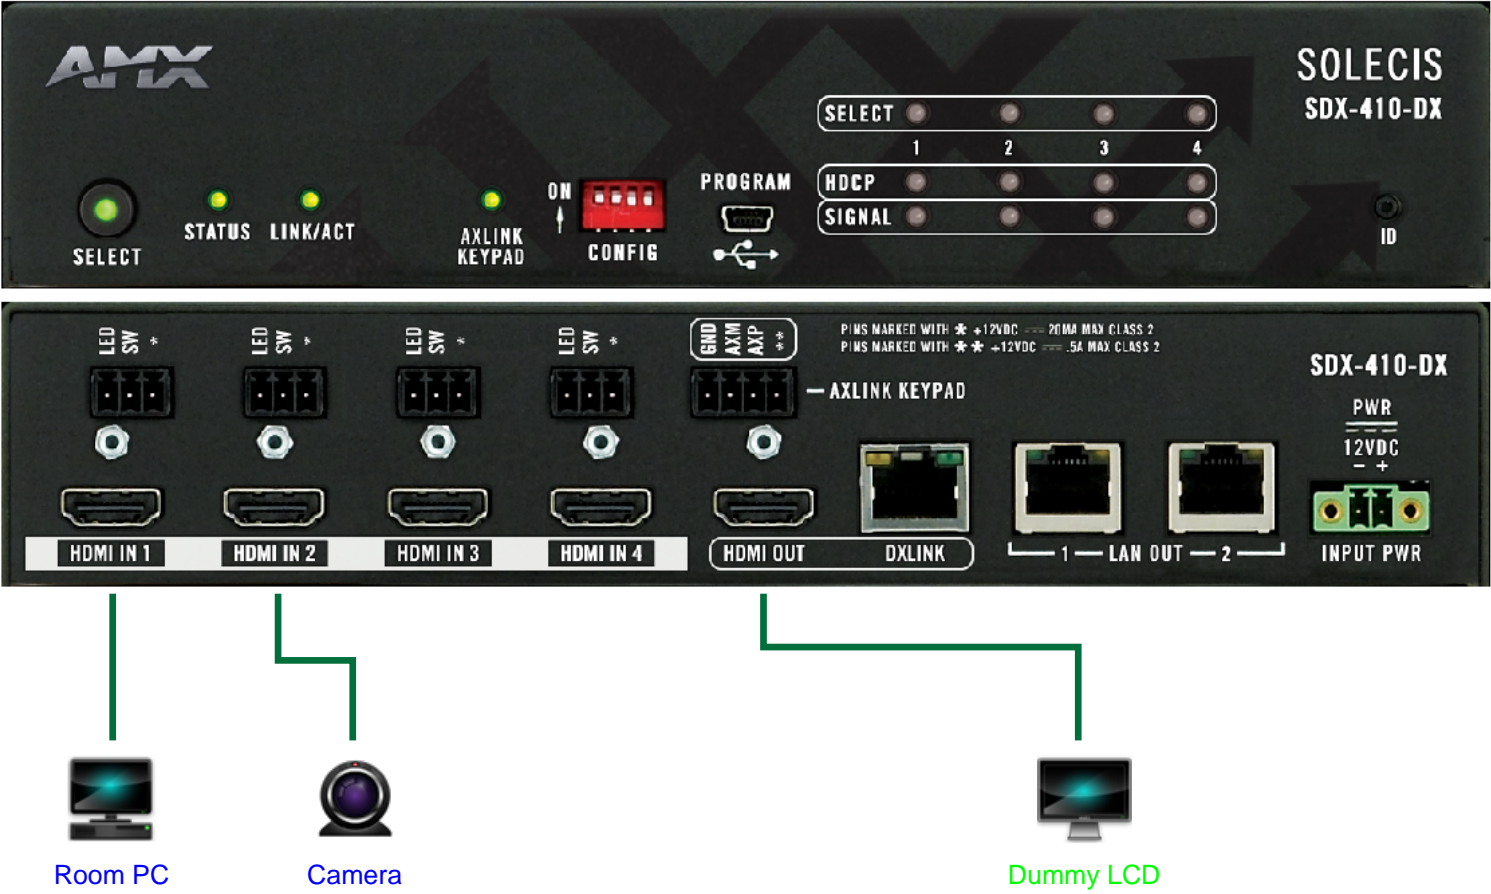 AMX
SOLECIS
SDX-410-DX
SELECT
1 2 3 4
HDCP
SIGNAL
SELECT
STATUS
LINK/ACT
AXLINK
KEYPAD
ON
CONFIG
PROGRAM
ID
LED
SW
*
LED
SW
*
LED
SW
*
LED
SW
*
GND
AXM
AXP
**
AXLINK KEYPAD
PINS MARKED WITH * +12VDC 20MA MAX CLASS 2
PINS MARKED WITH * * +12VDC .5A MAX CLASS 2
SDX-410-DX
PWR
12VDC
- +
INPUT PWR
HDMI IN 1
HDMI IN 2
HDMI IN 3
HDMI IN 4
HDMI OUT
DXLINK
1 LAN OUT 2
Room PC
Camera
Dummy LCD